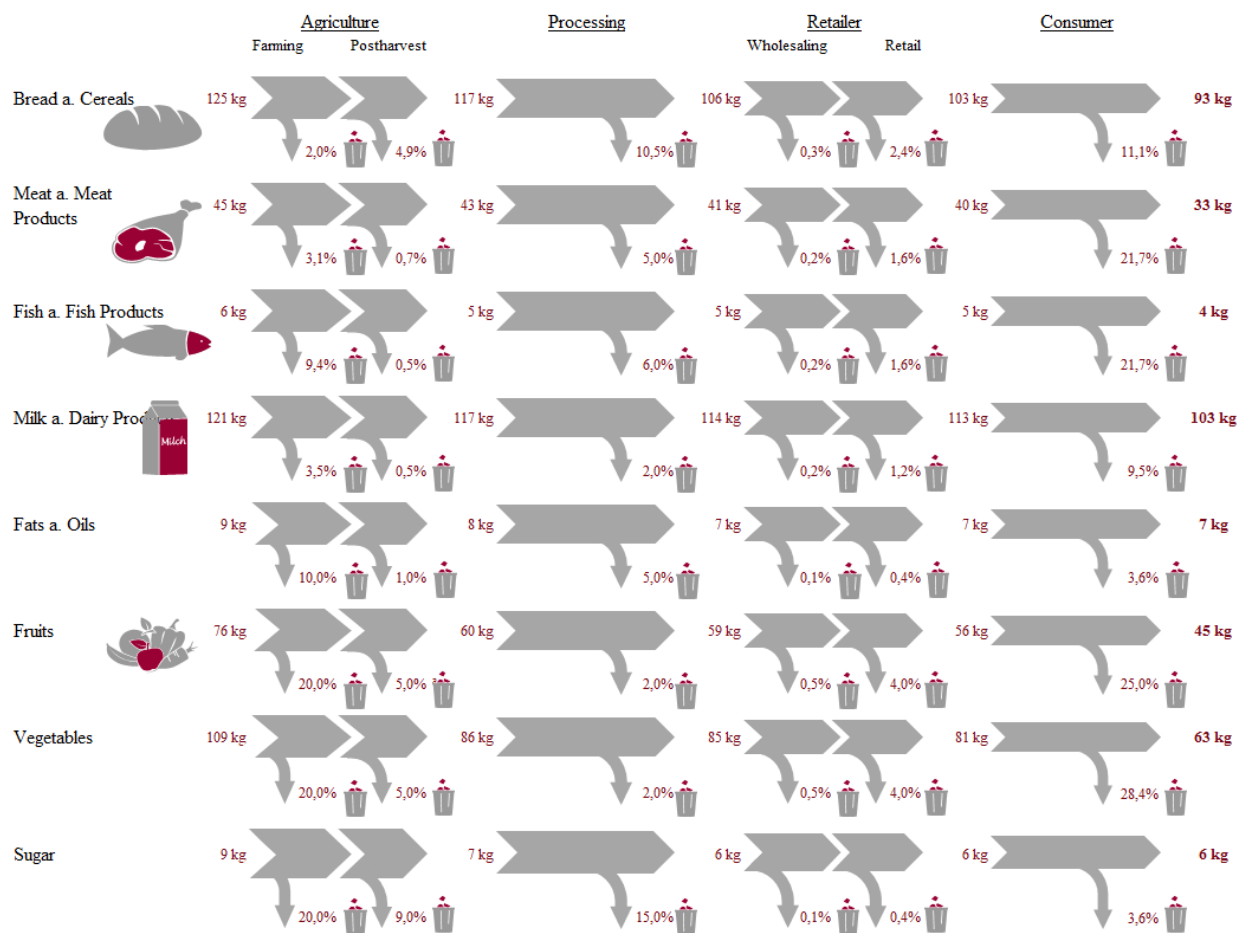 Agriculture Processing Retailer Consumer
Farming Postharvest Wholesaling Retail
Bread a. Cereals 125 kg 117 kg 106 kg 103 kg 93 kg
2,0% 4,9% 10,5% 0,3% 2,4% 11,1%
Meat a. Meat
Products 45 kg 43 kg 41 kg 40 kg 33 kg
3,1% 0,7% 5,0% 0,2% 1,6% 21,7%
Fish a. Fish Products 6 kg 5 kg 5 kg 5 kg 4 kg
9,4% 0,5% 6,0% 0,2% 1,6% 21,7%
Milk a. Dairy 121 kg 117 kg 114 kg 113 kg 103 kg
Milch
3,5% 0,5% 2,0% 0,2% 1,2% 9,5%
Fats a. Oils 9 kg 8 kg 7 kg 7 kg 7 kg
10,0% 1,0% 5,0% 0,1% 0,4% 3,6%
Fruits 76 kg 60 kg 59 kg 56 kg 45 kg
20,0% 5,0% 2,0% 0,5% 4,0% 25,0%
Vegetables 109 kg 86 kg 85 kg 81 kg 63 kg
20,0% 5,0% 2,0% 0,5% 4,0% 28,4%
Sugar 9 kg 7 kg 6 kg 6 kg 6 kg
20,0% 9,0% 15,0% 0,1% 0,4% 3,6%